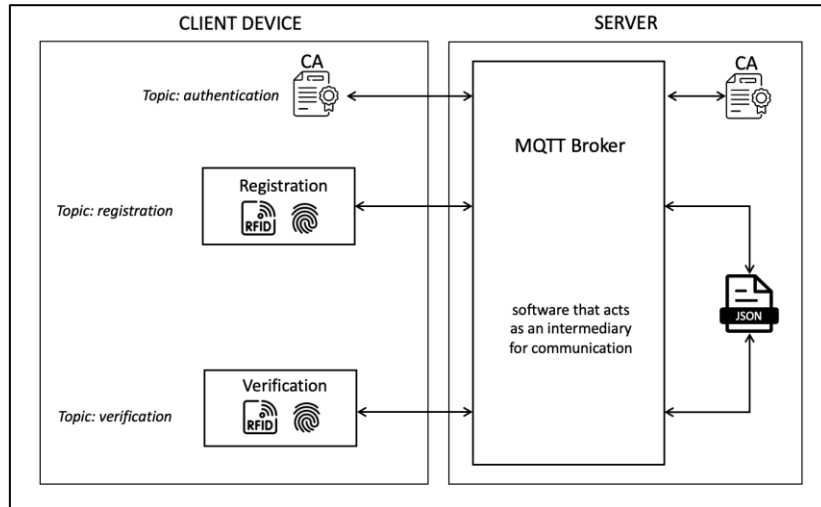 CLIENT DEVICE
SERVER
CA
Topic: authentication
CA
MQTT Broker
Registration
RFID
Topic: registration
software that acts
as an intermediary
for communication
JSON
Verification
RFID
Topic: verification